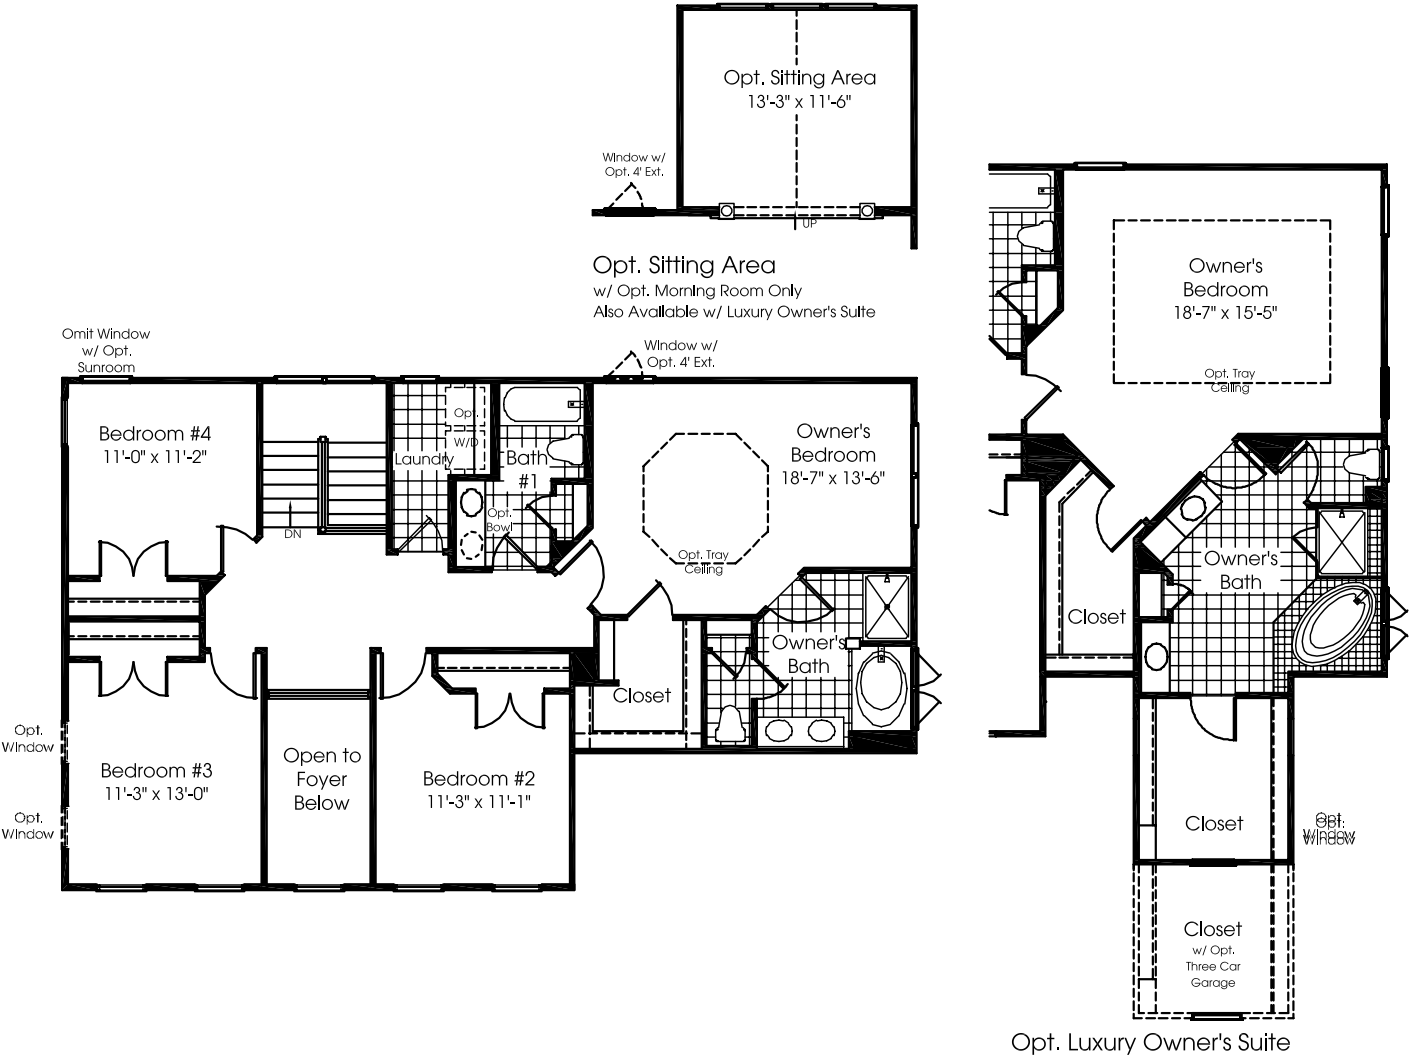 Opt. Sitting Area
13'-3" x 11'-6"
Window w/
Opt. 4' Ext.
UP
Opt. Sitting Area
w/ Opt. Morning Room Only
Also Available w/ Luxury Owner's Suite
Omit Window
w/ Opt.
Sunroom
Window w/
Opt. 4' Ext.
Bedroom #4
11'-0" x 11'-2"
DN
Laundry
Opt.
W/D
Bath
#1
Opt.
Bowl
Owner's
Bedroom
18'-7" x 13'-6"
Opt. Tray
Ceiling
Owner's
Bath
Closet
Opt.
Window
Bedroom #3
11'-3" x 13'-0"
Opt.
Window
Open to
Foyer
Below
Bedroom #2
11'-3" x 11'-1"
Owner's
Bedroom
18'-7" x 15'-5"
Opt. Tray
Ceiling
Owner's
Bath
Closet
Closet
Opt.
Window
Opt.
Window
Closet
w/ Opt.
Three Car
Garage
Opt. Luxury Owner's Suite